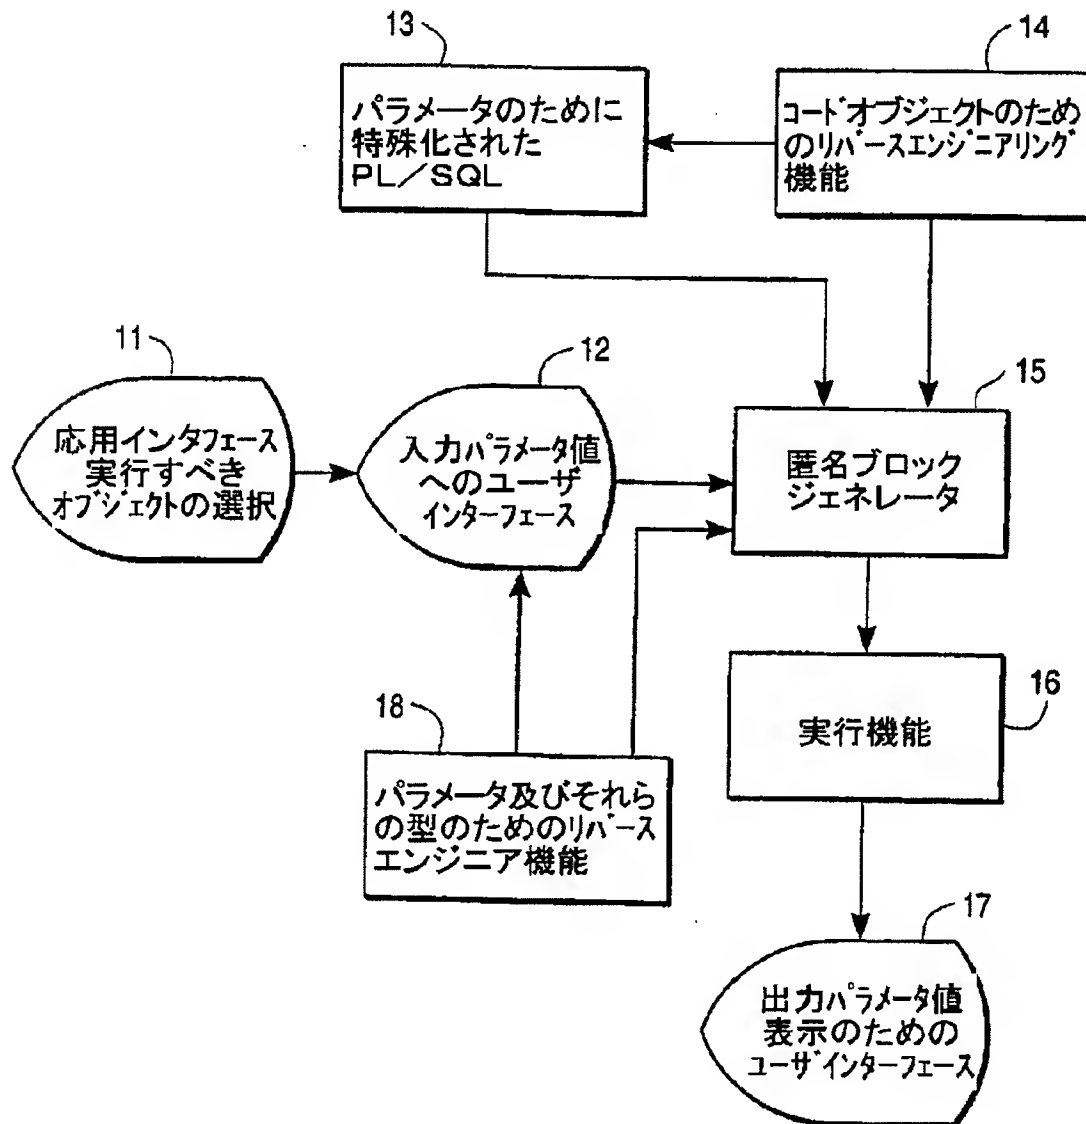 13
パラメータのために
特殊化された
PL/SQL
14
コードオブジェクトのため
のリバースエンジニアリング
機能
11
応用インタフェース
実行すべき
オブジェクトの選択
12
入力パラメータ値
へのユーザ
インターフェース
15
匿名ブロック
ジェネレータ
18
パラメータ及びそれら
の型のためのリバース
エンジニア機能
16
実行機能
17
出力パラメータ値
表示のための
ユーザインターフェース